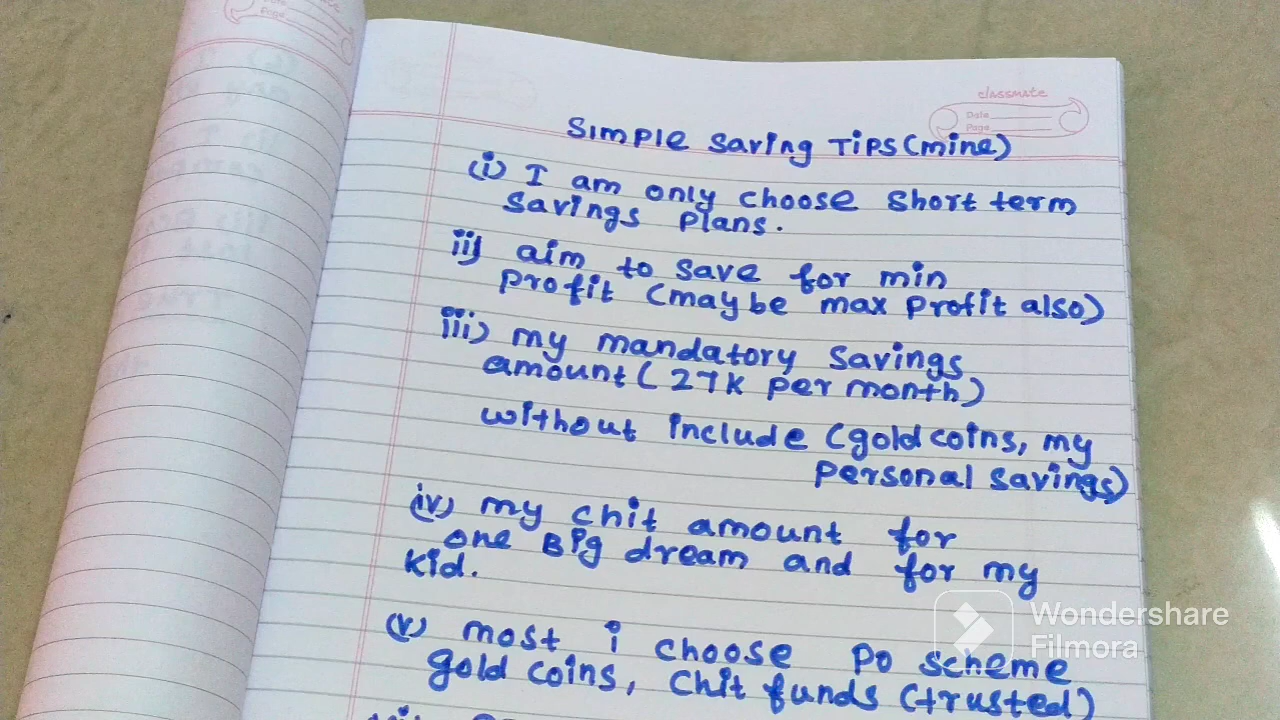 classmate
Date
Page
SIMPLE Saving TIPS (mine)
(i) I am only choose short term
savings plans.
ii) aim to save for min
profit (maybe max profit also)
iii) my mandatory savings
amount (27K per month)
without include (gold coins, my
personal savings)
(iv) my chit amount for
one Big dream and for my
kid.
(v) most i choose PO scheme
gold coins, chit funds (trusted)
Wondershare
Filmora